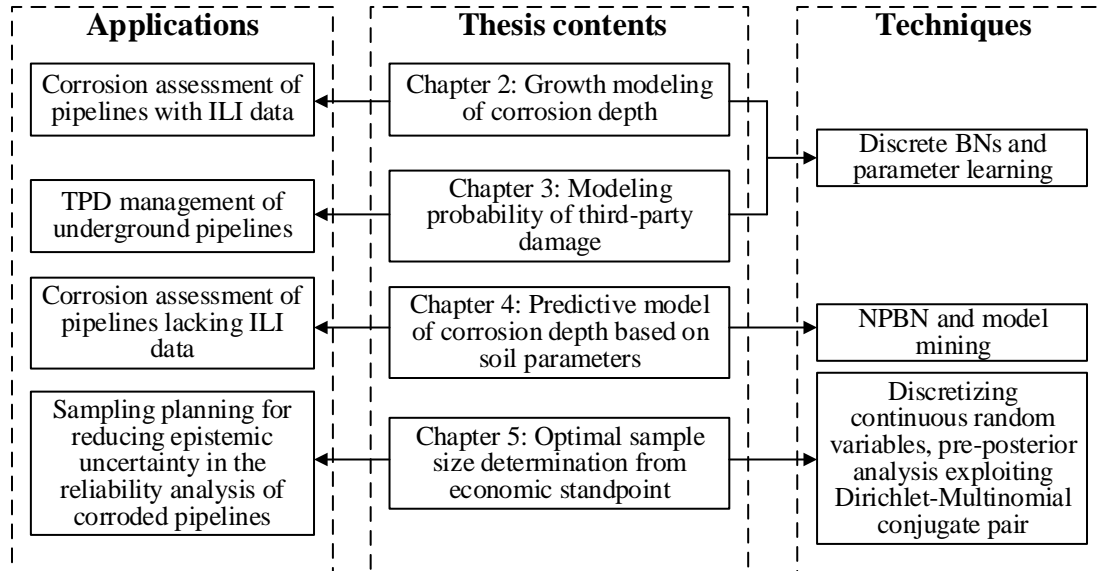 Applications
Corrosion assessment of
pipelines with ILI data
TPD management of
underground pipelines
Corrosion assessment of
pipelines lacking ILI
data
Sampling planning for
reducing epistemic
uncertainty in the
reliability analysis of
corroded pipelines
Thesis contents
Chapter 2: Growth modeling
of corrosion depth
Chapter 3: Modeling
probability of third-party
damage
Chapter 4: Predictive model
of corrosion depth based on
soil parameters
Chapter 5: Optimal sample
size determination from
economic standpoint
Techniques
Discrete BNs and
parameter learning
NPBN and model
mining
Discretizing
continuous random
variables, pre-posterior
analysis exploiting
Dirichlet-Multinomial
conjugate pair